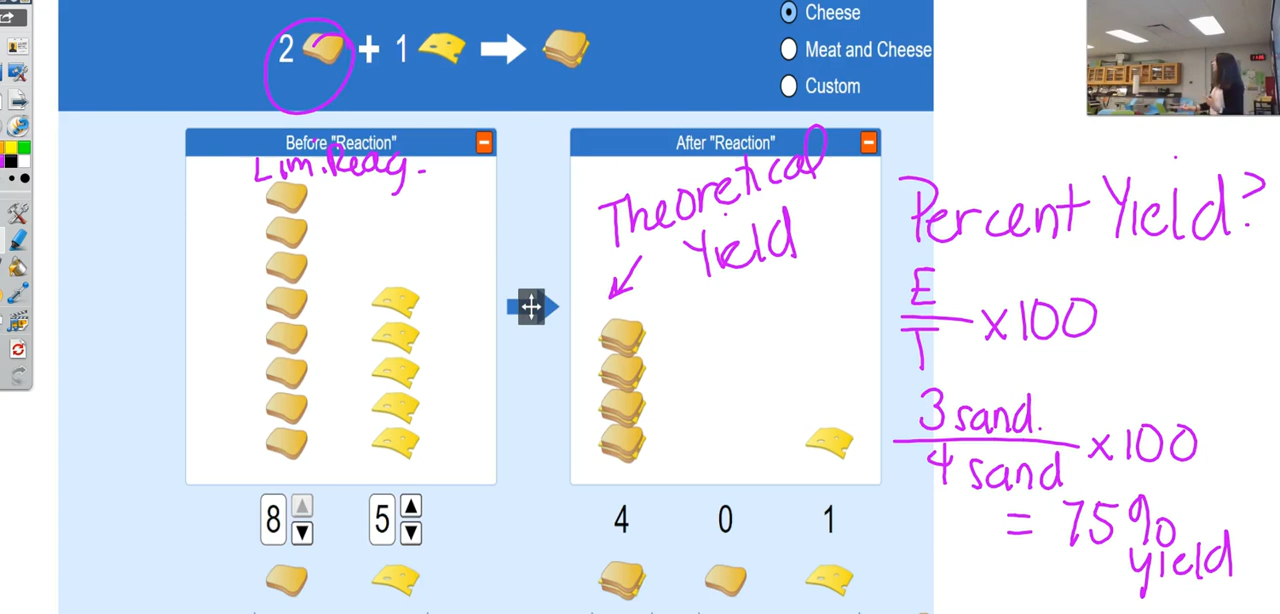 2 + 1
Cheese
Meat and Cheese
Custom
Before "Reaction"
Lim. Reag.
After "Reaction"
Theoretical
Yield
Percent Yield?
E
T
x100
3 sand.
4 sand
x100
= 75%
yield
8
5
4
0
1